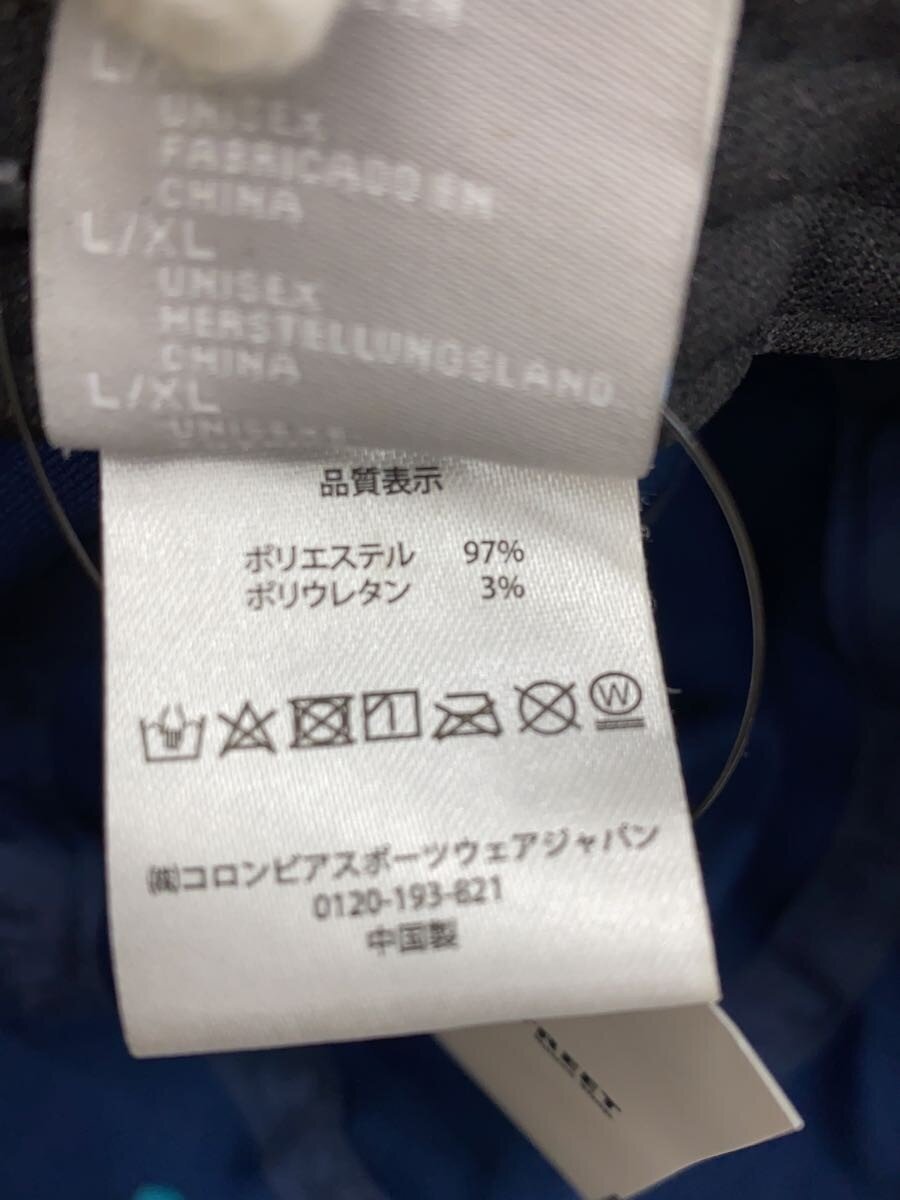 UNISEX
FABRICADO EN
CHINA
L/XL
UNISEX
HERSTELLUNGSLAND
CHINA
L/XL
UNISEX
品質表示
ポリエステル 97%
ポリウレタン 3%
W
㈱コロンビアスポーツウェアジャパン
0120-193-821
中国製